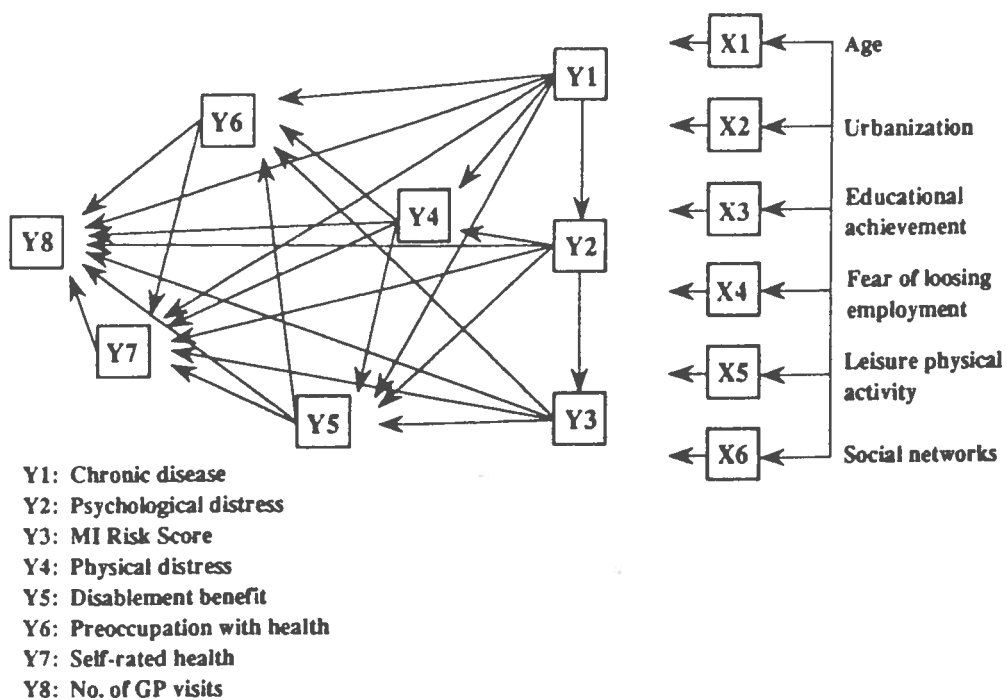 Y1
Y6
Y4
Y8
Y2
Y7
Y5
Y3
X1 Age
X2 Urbanization
X3 Educational
achievement
X4 Fear of loosing
employment
X5 Leisure physical
activity
X6 Social networks
Y1: Chronic disease
Y2: Psychological distress
Y3: MI Risk Score
Y4: Physical distress
Y5: Disablement benefit
Y6: Preoccupation with health
Y7: Self-rated health
Y8: No. of GP visits